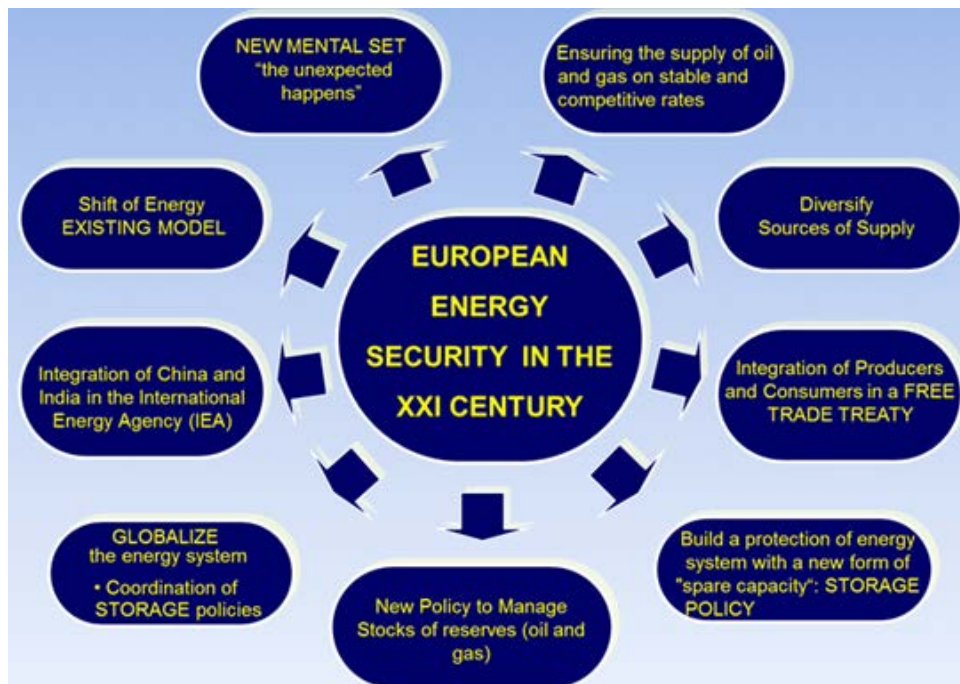 NEW MENTAL SET
“the unexpected
happens”
Ensuring the supply of oil
and gas on stable and
competitive rates
Shift of Energy
EXISTING MODEL
Diversify
Sources of Supply
EUROPEAN
ENERGY
SECURITY IN THE
XXI CENTURY
Integration of China and
India in the International
Energy Agency (IEA)
Integration of Producers
and Consumers in a FREE
TRADE TREATY
GLOBALIZE
the energy system
• Coordination of
STORAGE policies
New Policy to Manage
Stocks of reserves (oil and
gas)
Build a protection of energy
system with a new form of
"spare capacity“: STORAGE
POLICY